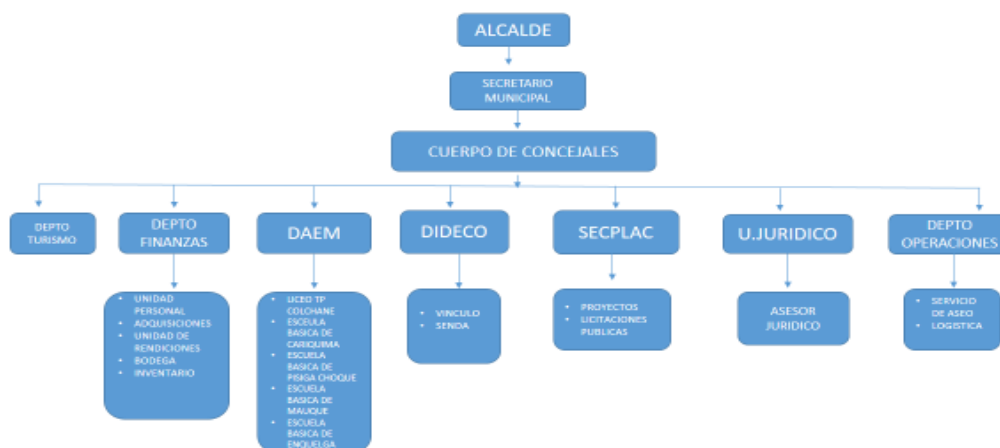 ALCALDE
SECRETARIO
MUNICIPAL
CUERPO DE CONCEJALES
DEPTO
TURISMO
DEPTO
FINANZAS
DAEM
DIDECO
SECPLAC
U.JURIDICO
DEPTO
OPERACIONES
• UNIDAD
PERSONAL
• ADQUISICIONES
• UNIDAD DE
RENDICIONES
• BODEGA
• INVENTARIO
• LICEO TP
COLCHANE
• ESCEULA
BASICA DE
CARIQUIMA
• ESCUELA
BASICA DE
PISIGA CHOQUE
• ESCUELA
BASICA DE
MAUQUE
• ESCUELA
BASICA DE
ENQUELGA
• VINCULO
• SENDA
• PROYECTOS
• LICITACIONES
PUBLICAS
ASESOR
JURIDICO
• SERVICIO
DE ASEO
• LOGISTICA